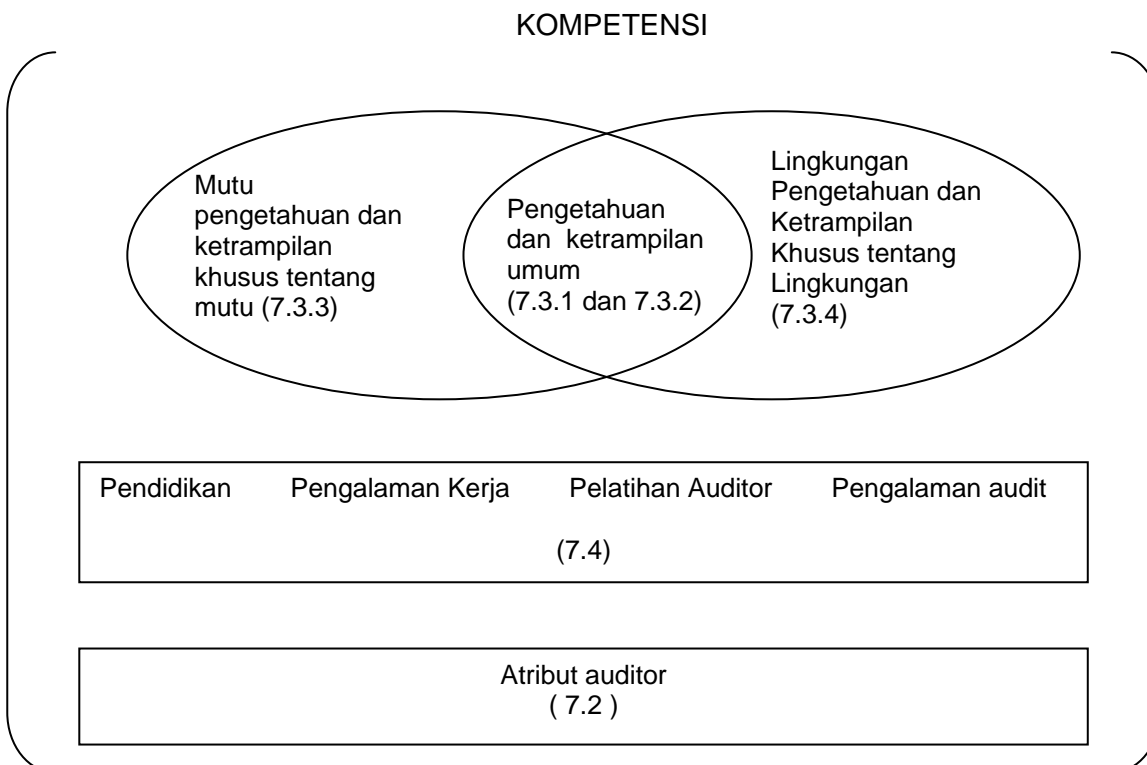 KOMPETENSI
Mutu
pengetahuan dan
ketrampilan
khusus tentang
mutu (7.3.3)
Pengetahuan
dan ketrampilan
umum
(7.3.1 dan 7.3.2)
Lingkungan
Pengetahuan dan
Ketrampilan
Khusus tentang
Lingkungan
(7.3.4)
Pendidikan Pengalaman Kerja Pelatihan Auditor Pengalaman audit
(7.4)
Atribut auditor
( 7.2 )